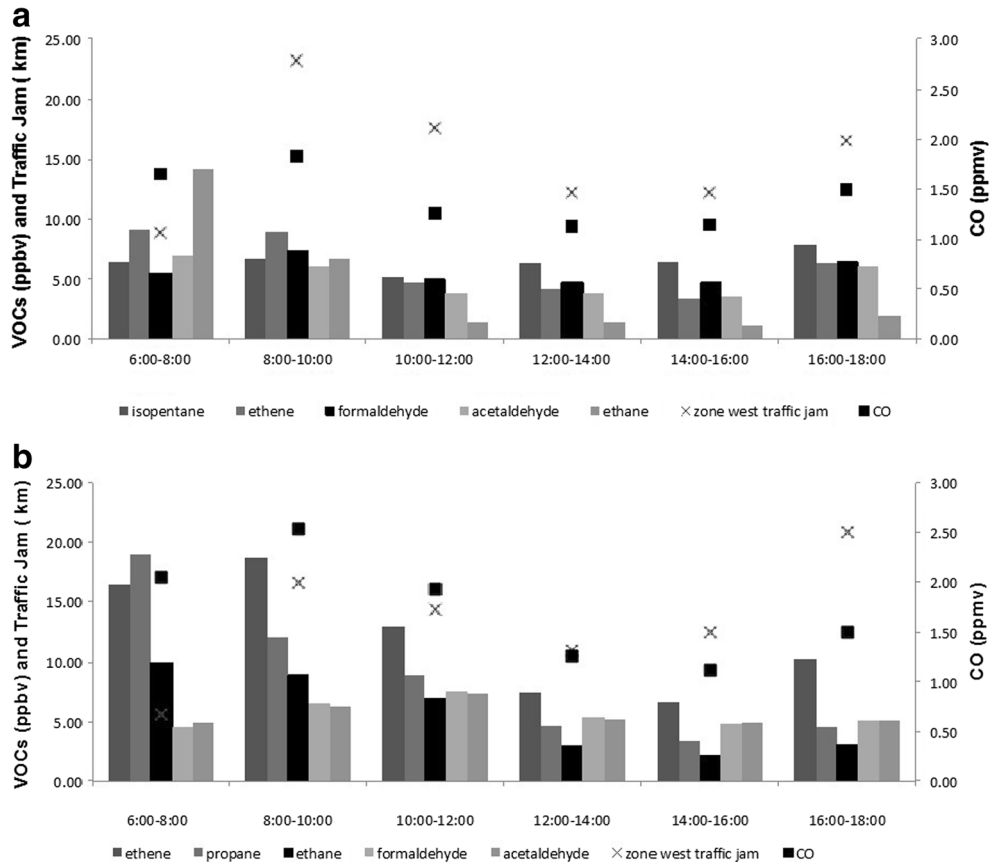 a
VOCs (ppbv) and Traffic Jam ( km)
25.00
20.00
15.00
10.00
5.00
0.00
3.00
2.50
2.00
1.50
1.00
0.50
0.00
CO (ppmv)
6:00-8:00 8:00-10:00 10:00-12:00 12:00-14:00 14:00-16:00 16:00-18:00
isopentane ethene formaldehyde acetaldehyde ethane zone west traffic jam CO
b
VOCs (ppbv) and Traffic Jam ( km)
25.00
20.00
15.00
10.00
5.00
0.00
3.00
2.50
2.00
1.50
1.00
0.50
0.00
CO (ppmv)
6:00-8:00 8:00-10:00 10:00-12:00 12:00-14:00 14:00-16:00 16:00-18:00
ethene propane ethane formaldehyde acetaldehyde zone west traffic jam CO